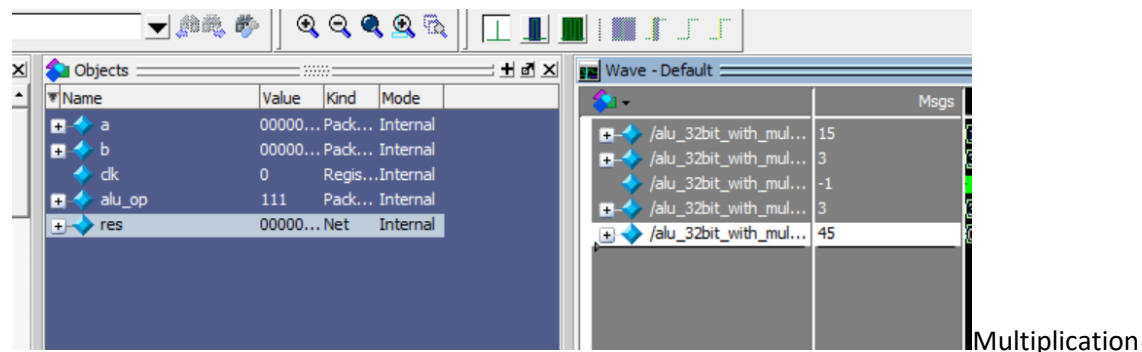 Objects
Wave - Default
Name Value Kind Mode
Msgs
a 00000... Pack... Internal
b 00000... Pack... Internal
clk 0 Regis... Internal
alu_op 111 Pack... Internal
res 00000... Net Internal
/alu_32bit_with_mul... 15
/alu_32bit_with_mul... 3
/alu_32bit_with_mul... -1
/alu_32bit_with_mul... 3
/alu_32bit_with_mul... 45
Multiplication